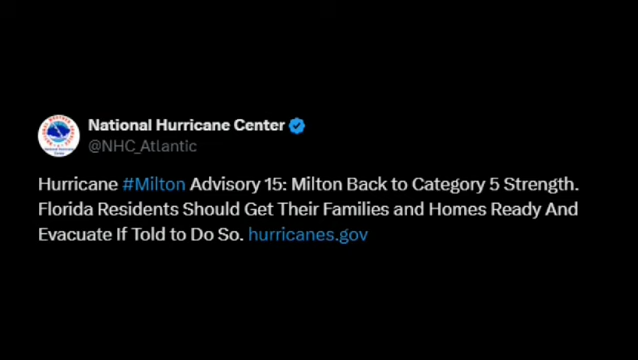 National Hurricane Center
@NHC_Atlantic
Hurricane #Milton Advisory 15: Milton Back to Category 5 Strength.
Florida Residents Should Get Their Families and Homes Ready And
Evacuate If Told to Do So. hurricanes.gov